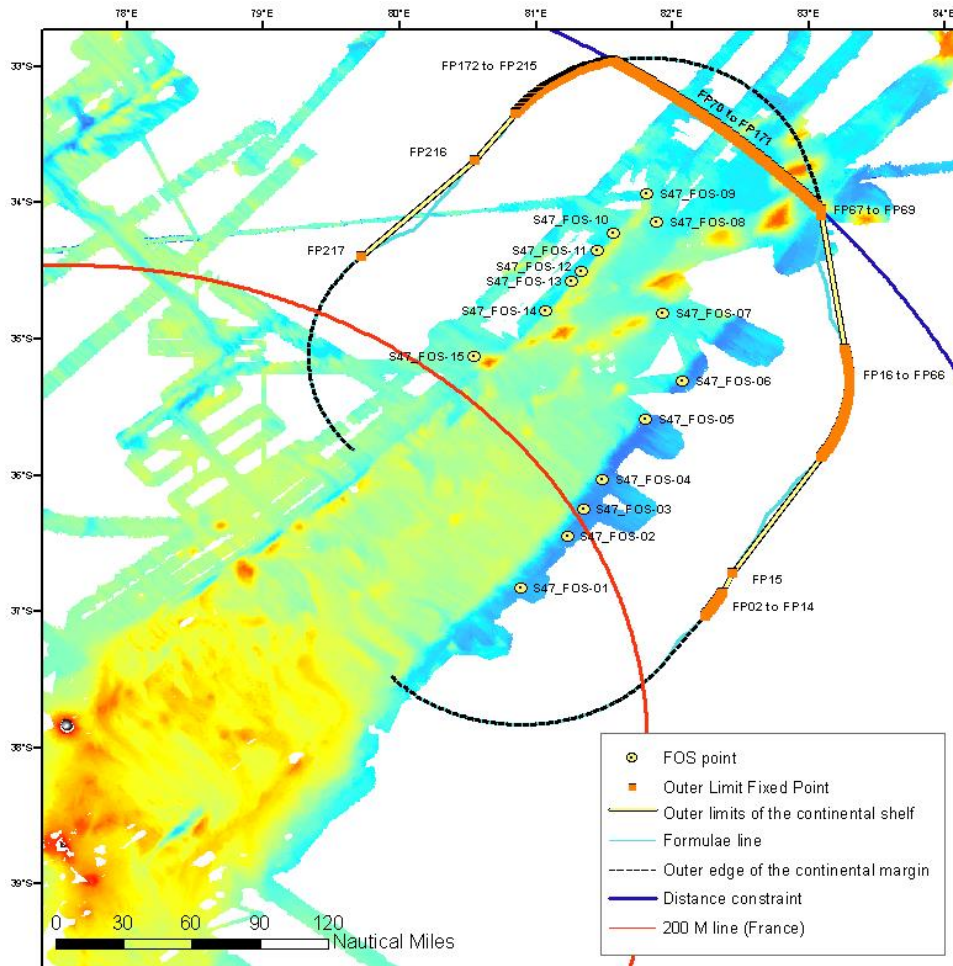 78°E 79°E 80°E 81°E 82°E 83°E 84°E
33°S
FP172 to FP215
FP70 to FP171
FP216
S47_FOS-09
34°S
FP67 to FP69
S47_FOS-10
S47_FOS-08
S47_FOS-11
FP217
S47_FOS-12
S47_FOS-13
S47_FOS-14
S47_FOS-07
35°S
S47_FOS-15
FP16 to FP66
S47_FOS-06
S47_FOS-05
36°S
S47_FOS-04
S47_FOS-03
S47_FOS-02
FP15
S47_FOS-01
37°S
FP02 to FP14
38°S
FOS point
Outer Limit Fixed Point
Outer limits of the continental shelf
Formulae line
Outer edge of the continental margin
Distance constraint
200 M line (France)
39°S
0 30 60 90 120
Nautical Miles